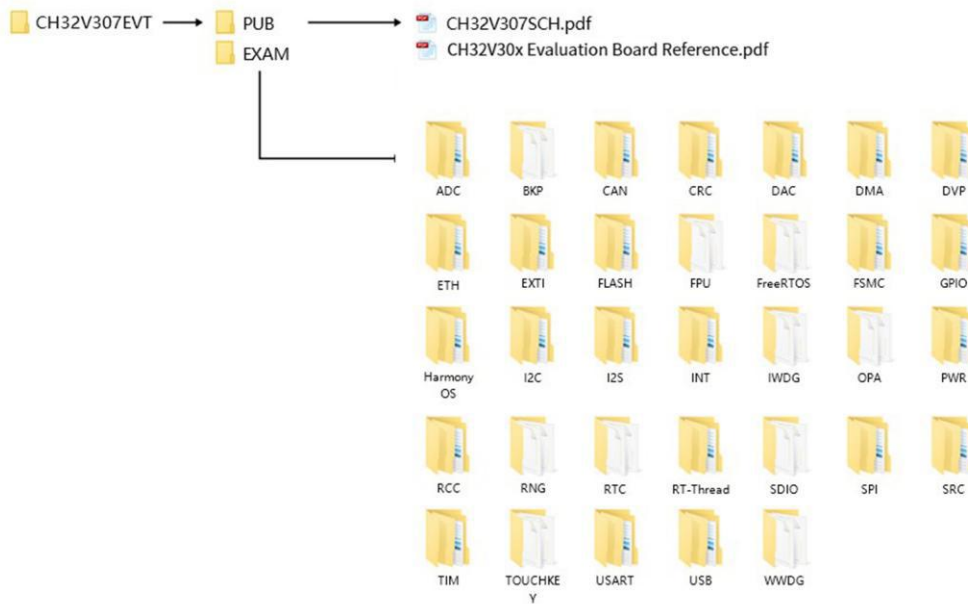 CH32V307EVT
PUB
CH32V307SCH.pdf
EXAM
CH32V30x Evaluation Board Reference.pdf
ADC
BKP
CAN
CRC
DAC
DMA
DVP
ETH
EXTI
FLASH
FPU
FreeRTOS
FSMC
GPIO
Harmony
OS
I2C
I2S
INT
IWDG
OPA
PWR
RCC
RNG
RTC
RT-Thread
SDIO
SPI
SRC
TIM
TOUCHKE
Y
USART
USB
WWDG